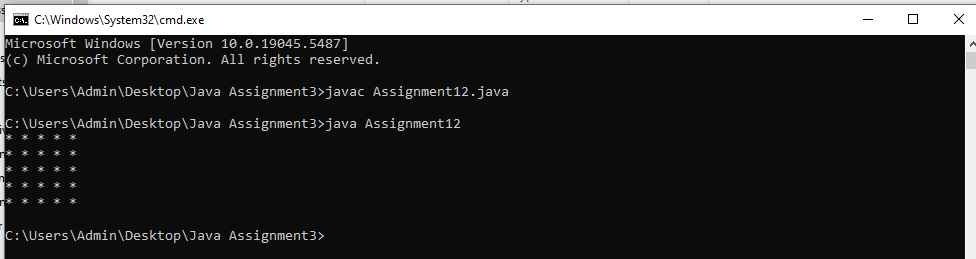 C:\Windows\System32\cmd.exe
Microsoft Windows [Version 10.0.19045.5487]
(c) Microsoft Corporation. All rights reserved.
C:\Users\Admin\Desktop\Java Assignment3>javac Assignment12.java
C:\Users\Admin\Desktop\Java Assignment3>java Assignment12
* * * * *
* * * * *
* * * * *
* * * * *
* * * * *
C:\Users\Admin\Desktop\Java Assignment3>